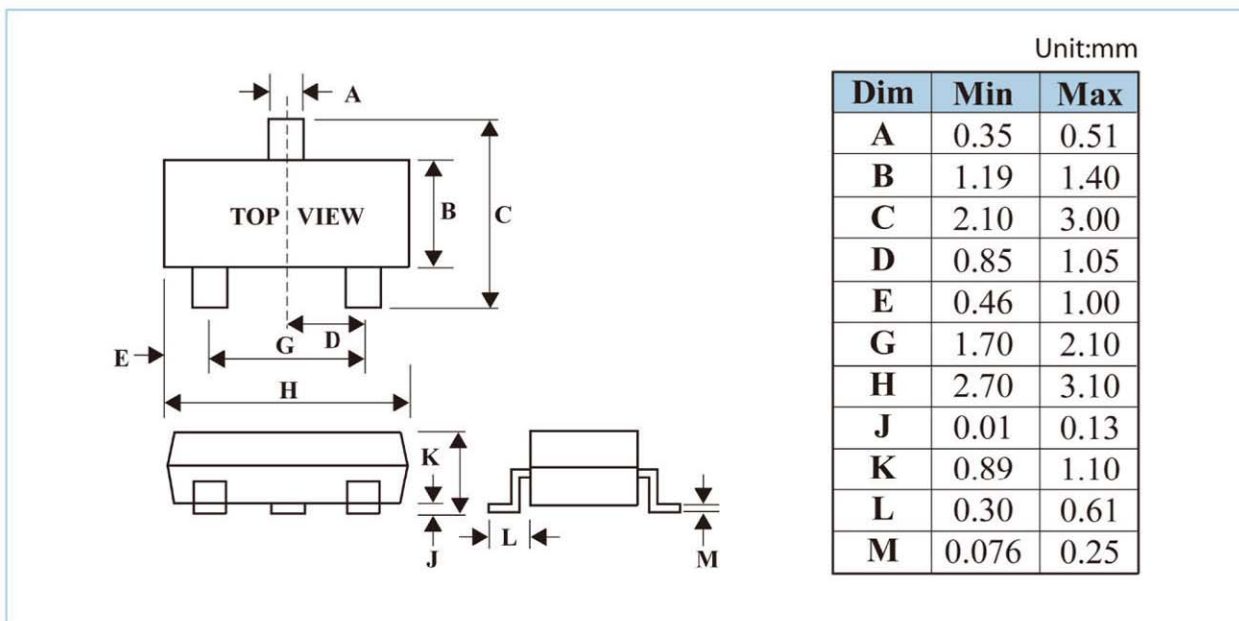 Unit:mm
A
TOP VIEW
B
C
D
G
E
H
K
J
L
M
Dim Min Max
A 0.35 0.51
B 1.19 1.40
C 2.10 3.00
D 0.85 1.05
E 0.46 1.00
G 1.70 2.10
H 2.70 3.10
J 0.01 0.13
K 0.89 1.10
L 0.30 0.61
M 0.076 0.25